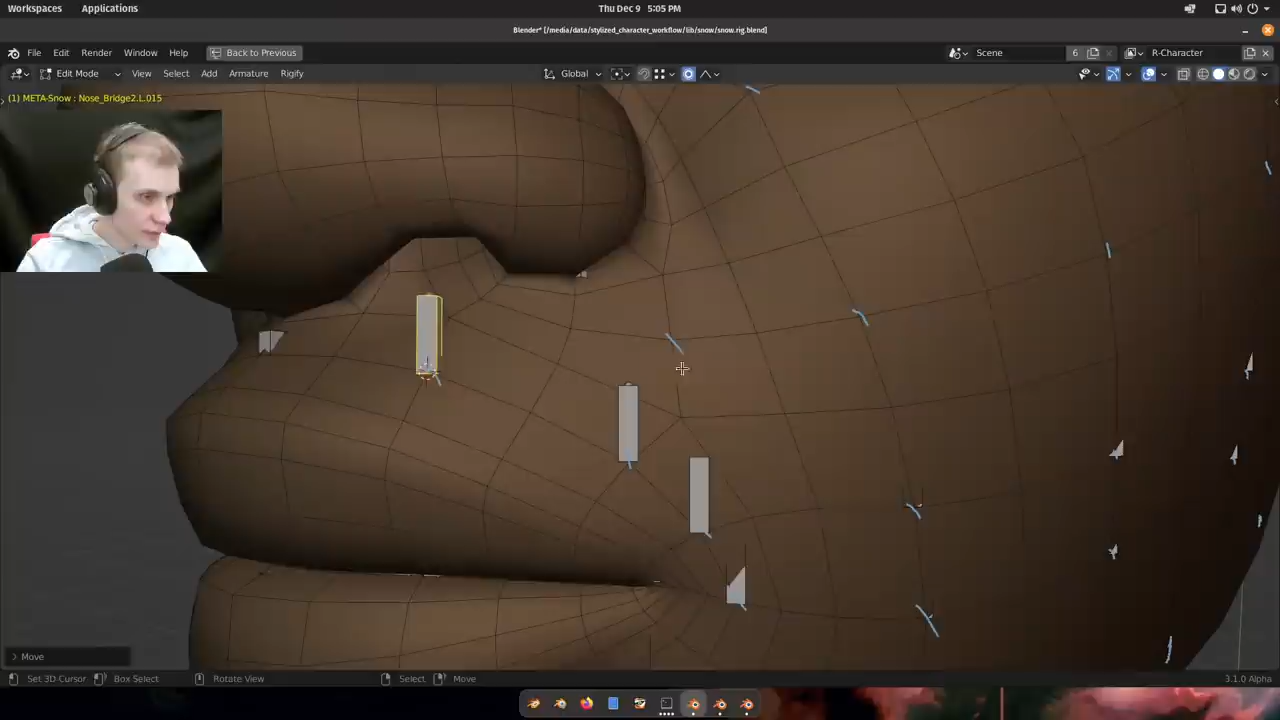 Workspaces Applications Thu Dec 9 5:05 PM
Blender* [/media/data/stylized_character_workflow/lib/snow/snow.rig.blend]
File Edit Render Window Help Back to Previous Scene 6 R-Character
Edit Mode View Select Add Armature Rigify Global
(1) META-Snow : Nose_Bridge2.L.015
Move
Set 3D Cursor Box Select Rotate View Select Move 3.1.0 Alpha